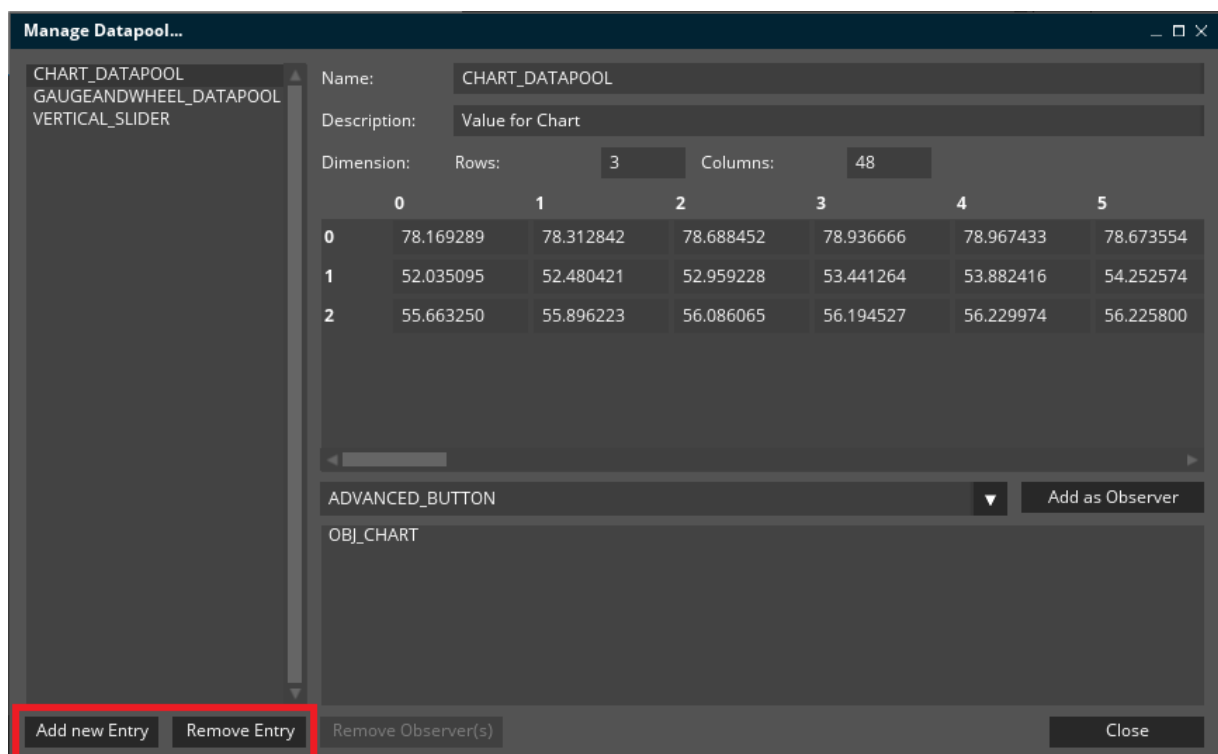 Manage Datapool...
CHART_DATAPOOL
GAUGEANDWHEEL_DATAPOOL
VERTICAL_SLIDER
Name: CHART_DATAPOOL
Description: Value for Chart
Dimension: Rows: 3 Columns: 48
0 1 2 3 4 5
0 78.169289 78.312842 78.688452 78.936666 78.967433 78.673554
1 52.035095 52.480421 52.959228 53.441264 53.882416 54.252574
2 55.663250 55.896223 56.086065 56.194527 56.229974 56.225800
ADVANCED_BUTTON Add as Observer
OBJ_CHART
Add new Entry Remove Entry Remove Observer(s) Close